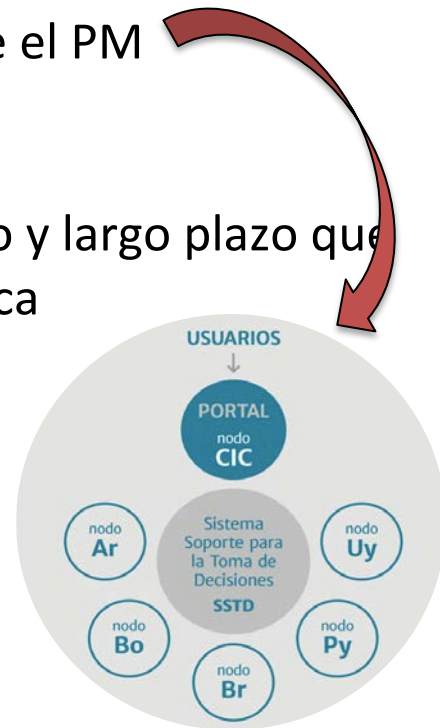 e el PM
o y largo plazo que
ca
USUARIOS
PORTAL
nodo
CIC
nodo
Ar
Sistema
Soporte para
la Toma de
Decisiones
SSTD
nodo
Uy
nodo
Bo
nodo
Br
nodo
Py